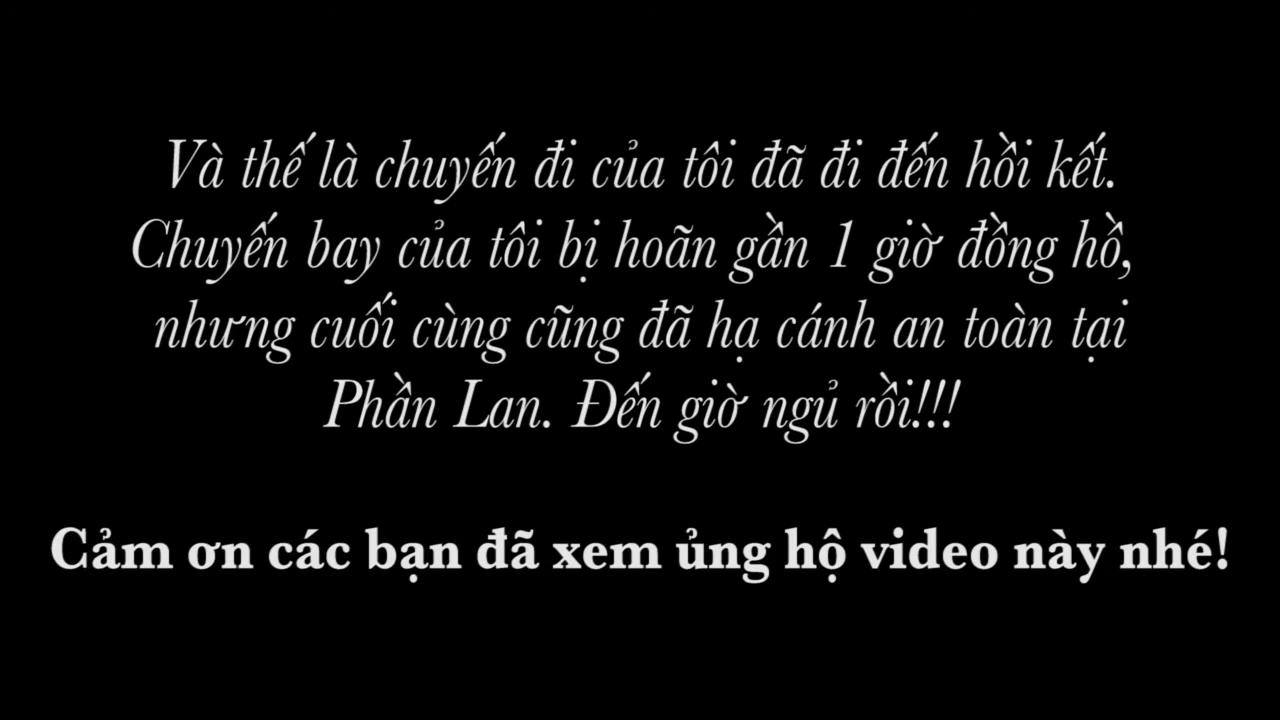 Và thế là chuyến đi của tôi đã đi đến hồi kết.
Chuyến bay của tôi bị hoãn gần 1 giờ đồng hồ,
nhưng cuối cùng cũng đã hạ cánh an toàn tại
Phần Lan. Đến giờ ngủ rồi!!!
Cảm ơn các bạn đã xem ủng hộ video này nhé!